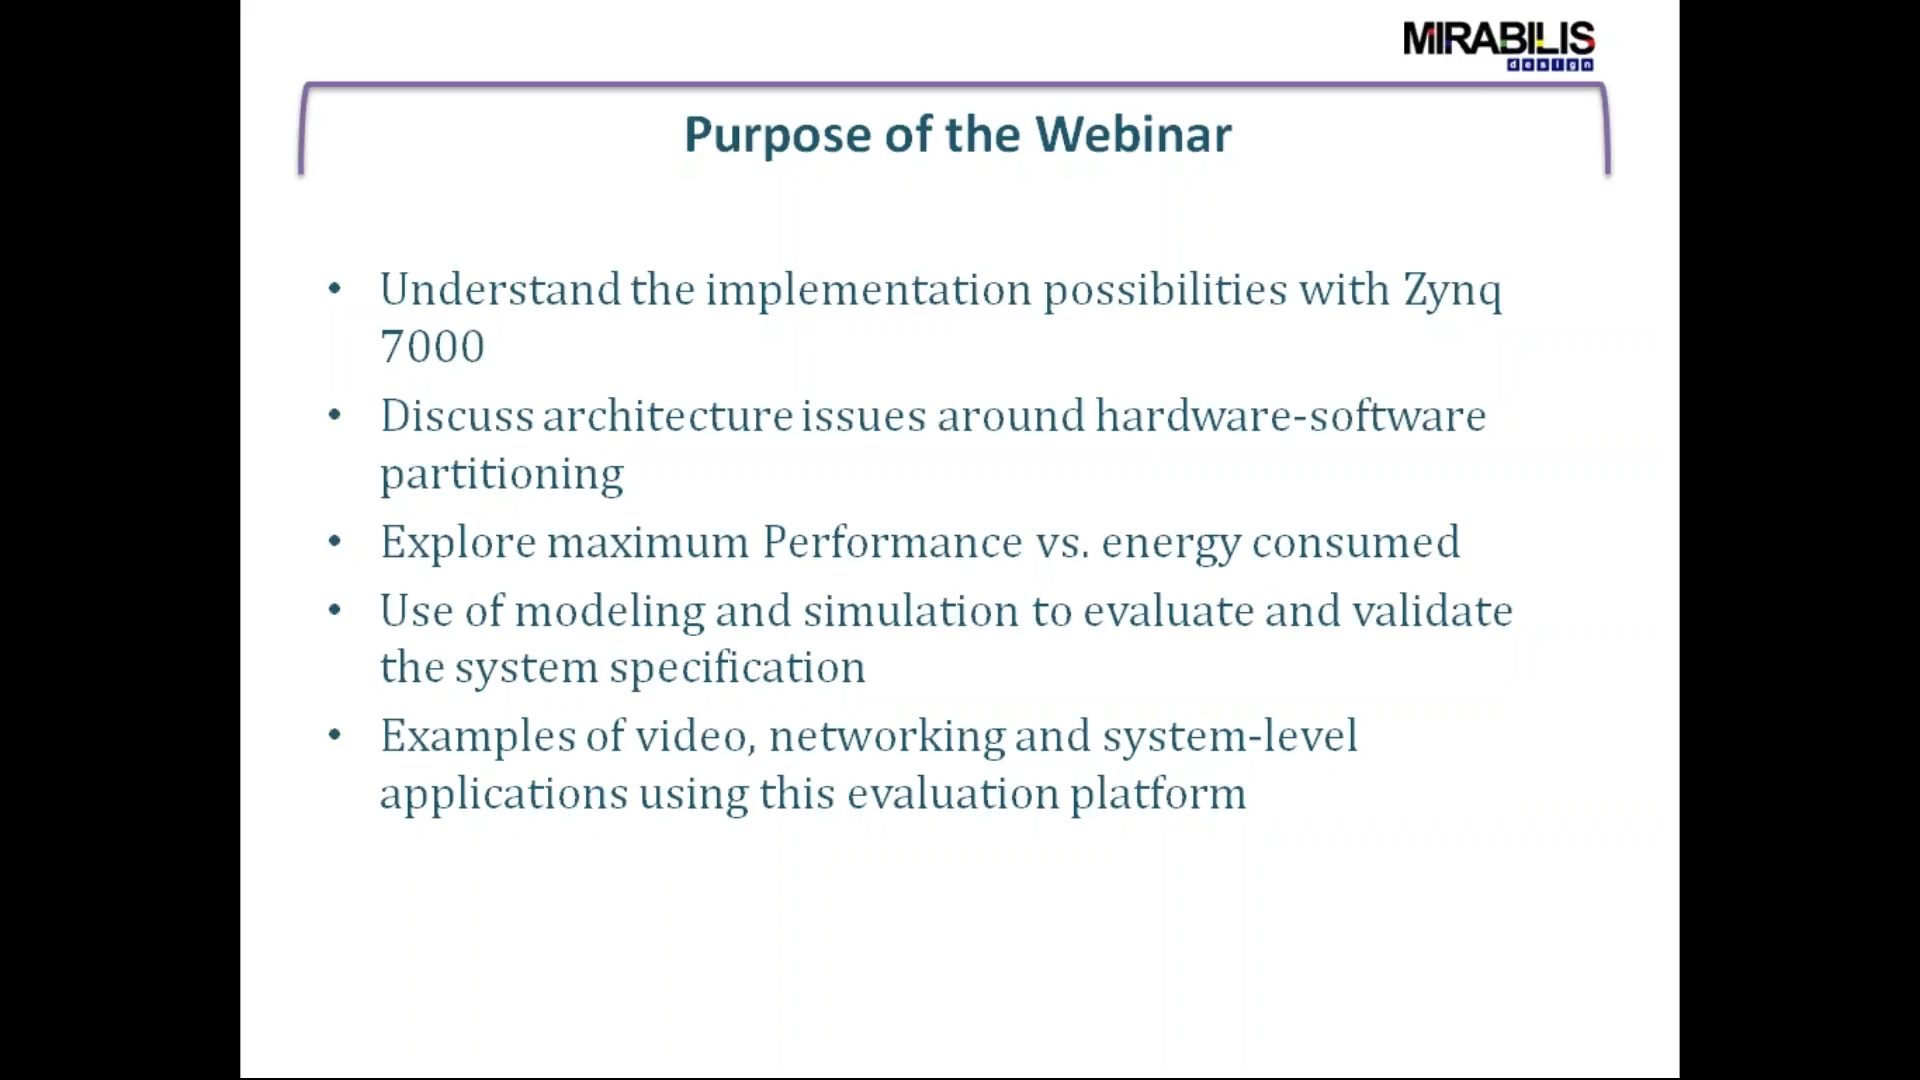 MIRABILIS
design
Purpose of the Webinar
• Understand the implementation possibilities with Zynq
7000
• Discuss architecture issues around hardware-software
partitioning
• Explore maximum Performance vs. energy consumed
• Use of modeling and simulation to evaluate and validate
the system specification
• Examples of video, networking and system-level
applications using this evaluation platform